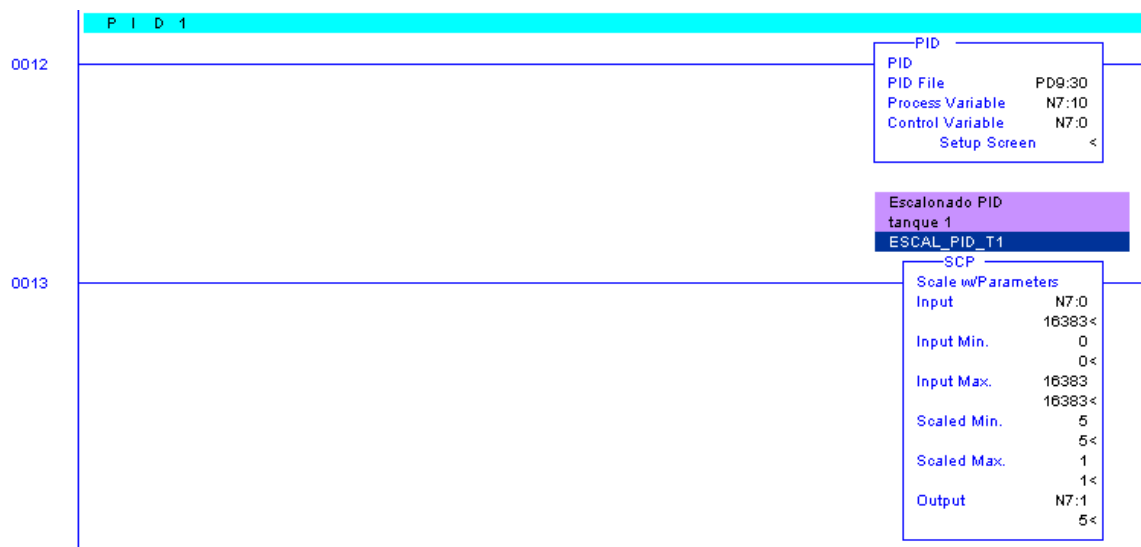 P I D 1
0012
PID
PID
PID File PD9:30
Process Variable N7:10
Control Variable N7:0
Setup Screen <
Escalonado PID
tanque 1
ESCAL_PID_T1
0013
SCP
Scale w/Parameters
Input N7:0
16383<
Input Min. 0
0<
Input Max. 16383
16383<
Scaled Min. 5
5<
Scaled Max. 1
1<
Output N7:1
5<